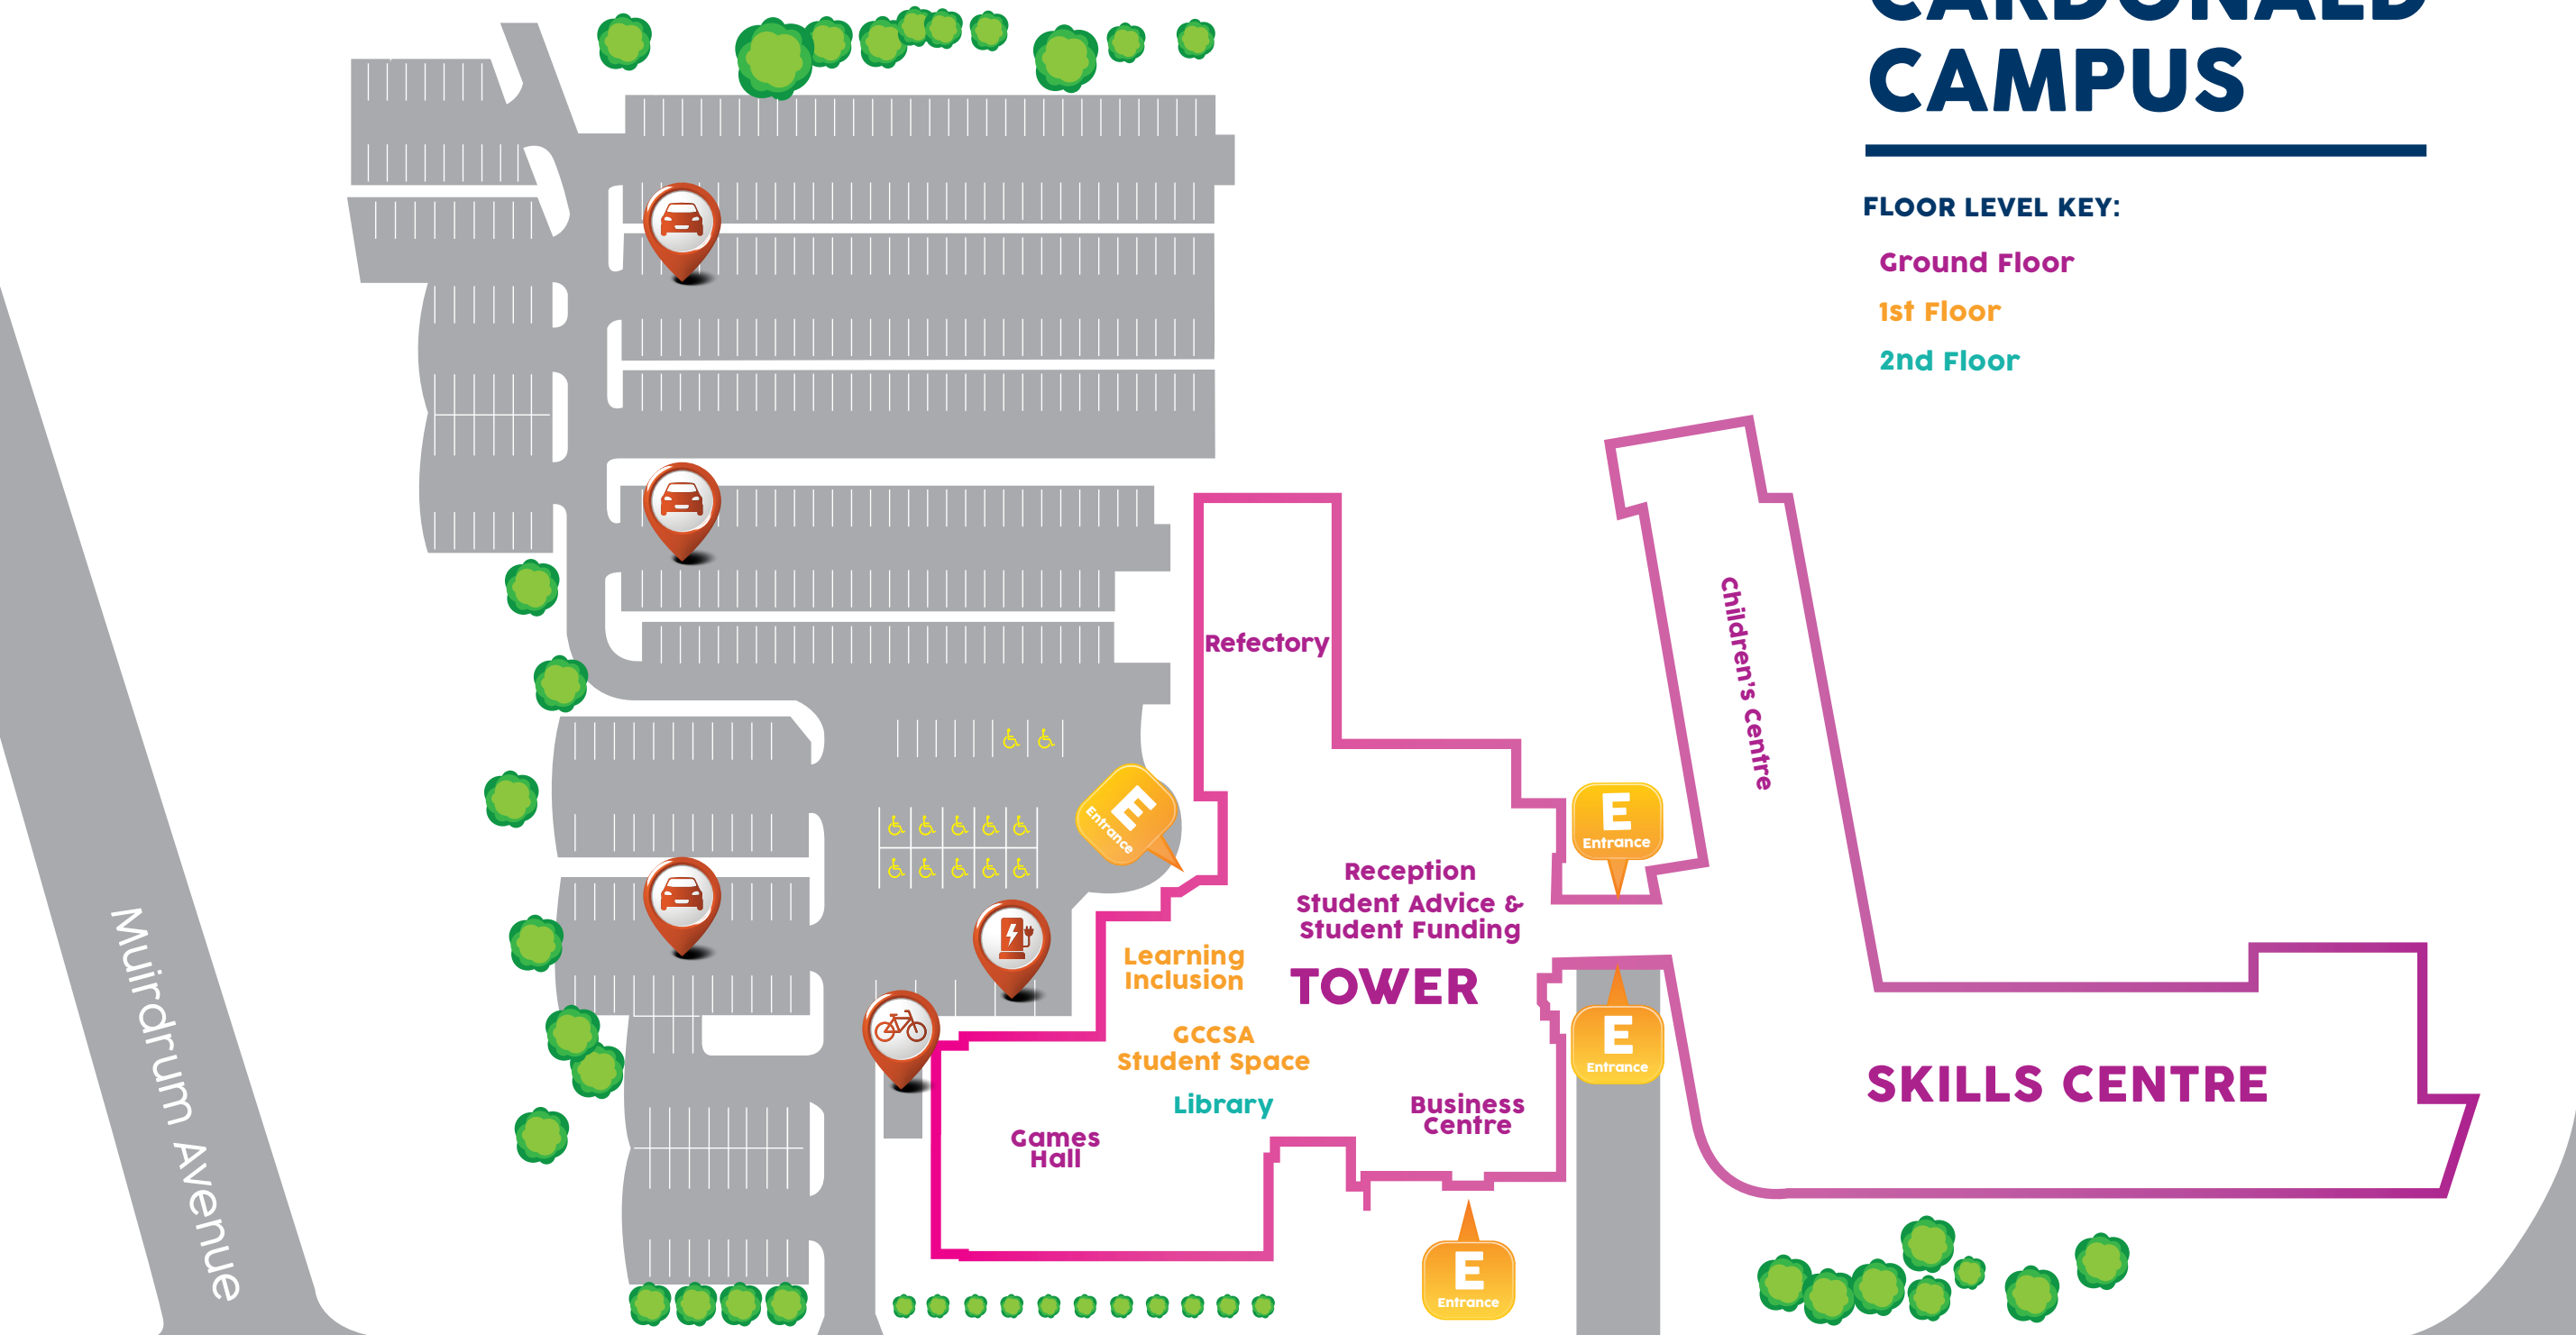 CARDONALD
CAMPUS
FLOOR LEVEL KEY:
Ground Floor
1st Floor
2nd Floor
Refectory
Children's Centre
E
Entrance
E
Entrance
Reception
Student Advice &
Student Funding
TOWER
Learning
Inclusion
GCCSA
Student Space
Library
Games
Hall
Business
Centre
E
Entrance
E
Entrance
SKILLS CENTRE
Muirdrum Avenue